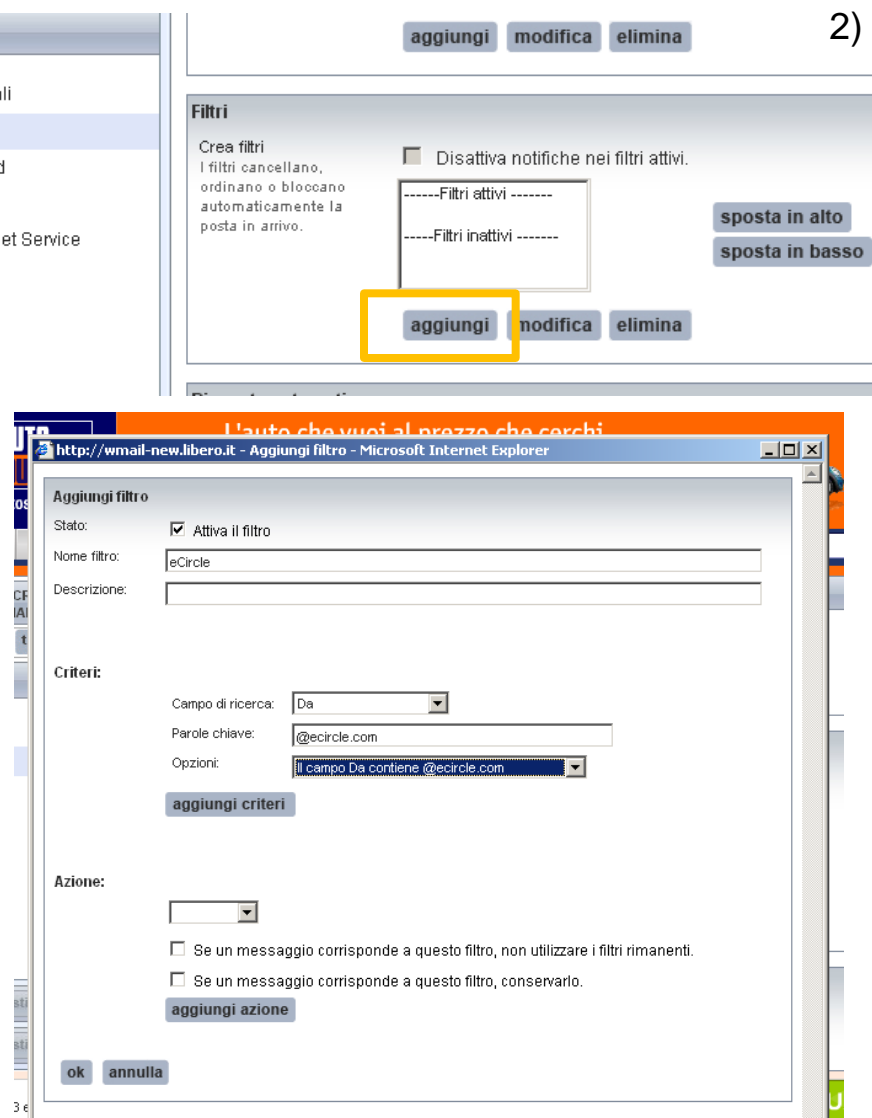 aggiungi modifica elimina
2)
Filtri
Crea filtri
I filtri cancellano,
ordinano o bloccano
automaticamente la
posta in arrivo.
Disattiva notifiche nei filtri attivi.
------Filtri attivi -------
-----Filtri inattivi -------
sposta in alto
sposta in basso
aggiungi modifica elimina
et Service
L'auto che vuoi al prezzo che cerchi
http://wmail-new.libero.it - Aggiungi filtro - Microsoft Internet Explorer
Aggiungi filtro
Stato:
Attiva il filtro
Nome filtro:
eCircle
Descrizione:
Criteri:
Campo di ricerca:
Da
Parole chiave:
@ecircle.com
Opzioni:
Il campo Da contiene @ecircle.com
aggiungi criteri
Azione:
Se un messaggio corrisponde a questo filtro, non utilizzare i filtri rimanenti.
Se un messaggio corrisponde a questo filtro, conservarlo.
aggiungi azione
ok annulla